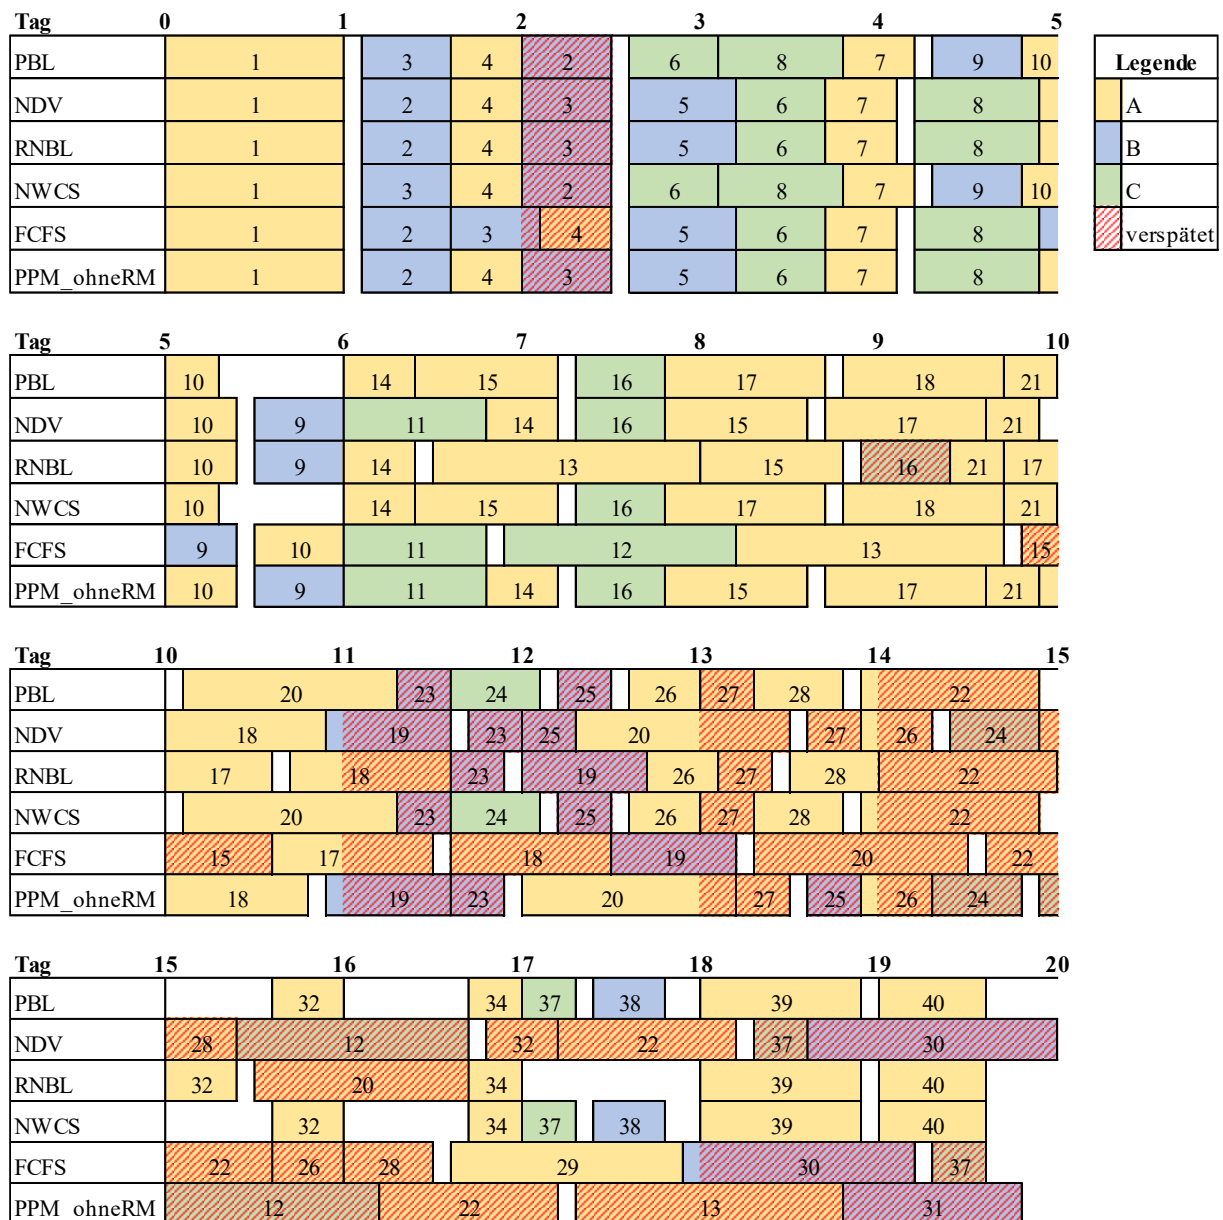 Tag 0 1 2 3 4 5
PBL 1 3 4 2 6 8 7 9 10
NDV 1 2 4 3 5 6 7 8
RNBL 1 2 4 3 5 6 7 8
NWCS 1 3 4 2 6 8 7 9 10
FCFS 1 2 3 4 5 6 7 8
PPM_ohneRM 1 2 4 3 5 6 7 8
Legende
A
B
C
verspätet
Tag 5 6 7 8 9 10
PBL 10 14 15 16 17 18 21
NDV 10 9 11 14 16 15 17 21
RNBL 10 9 14 13 15 16 21 17
NWCS 10 14 15 16 17 18 21
FCFS 9 10 11 12 13 15
PPM_ohneRM 10 9 11 14 16 15 17 21
Tag 10 11 12 13 14 15
PBL 20 23 24 25 26 27 28 22
NDV 18 19 23 25 20 27 26 24
RNBL 17 18 23 19 26 27 28 22
NWCS 20 23 24 25 26 27 28 22
FCFS 15 17 18 19 20 22
PPM_ohneRM 18 19 23 20 27 25 26 24
Tag 15 16 17 18 19 20
PBL 32 34 37 38 39 40
NDV 28 12 32 22 37 30
RNBL 32 20 34 39 40
NWCS 32 34 37 38 39 40
FCFS 22 26 28 29 30 37
PPM_ohneRM 12 22 13 31